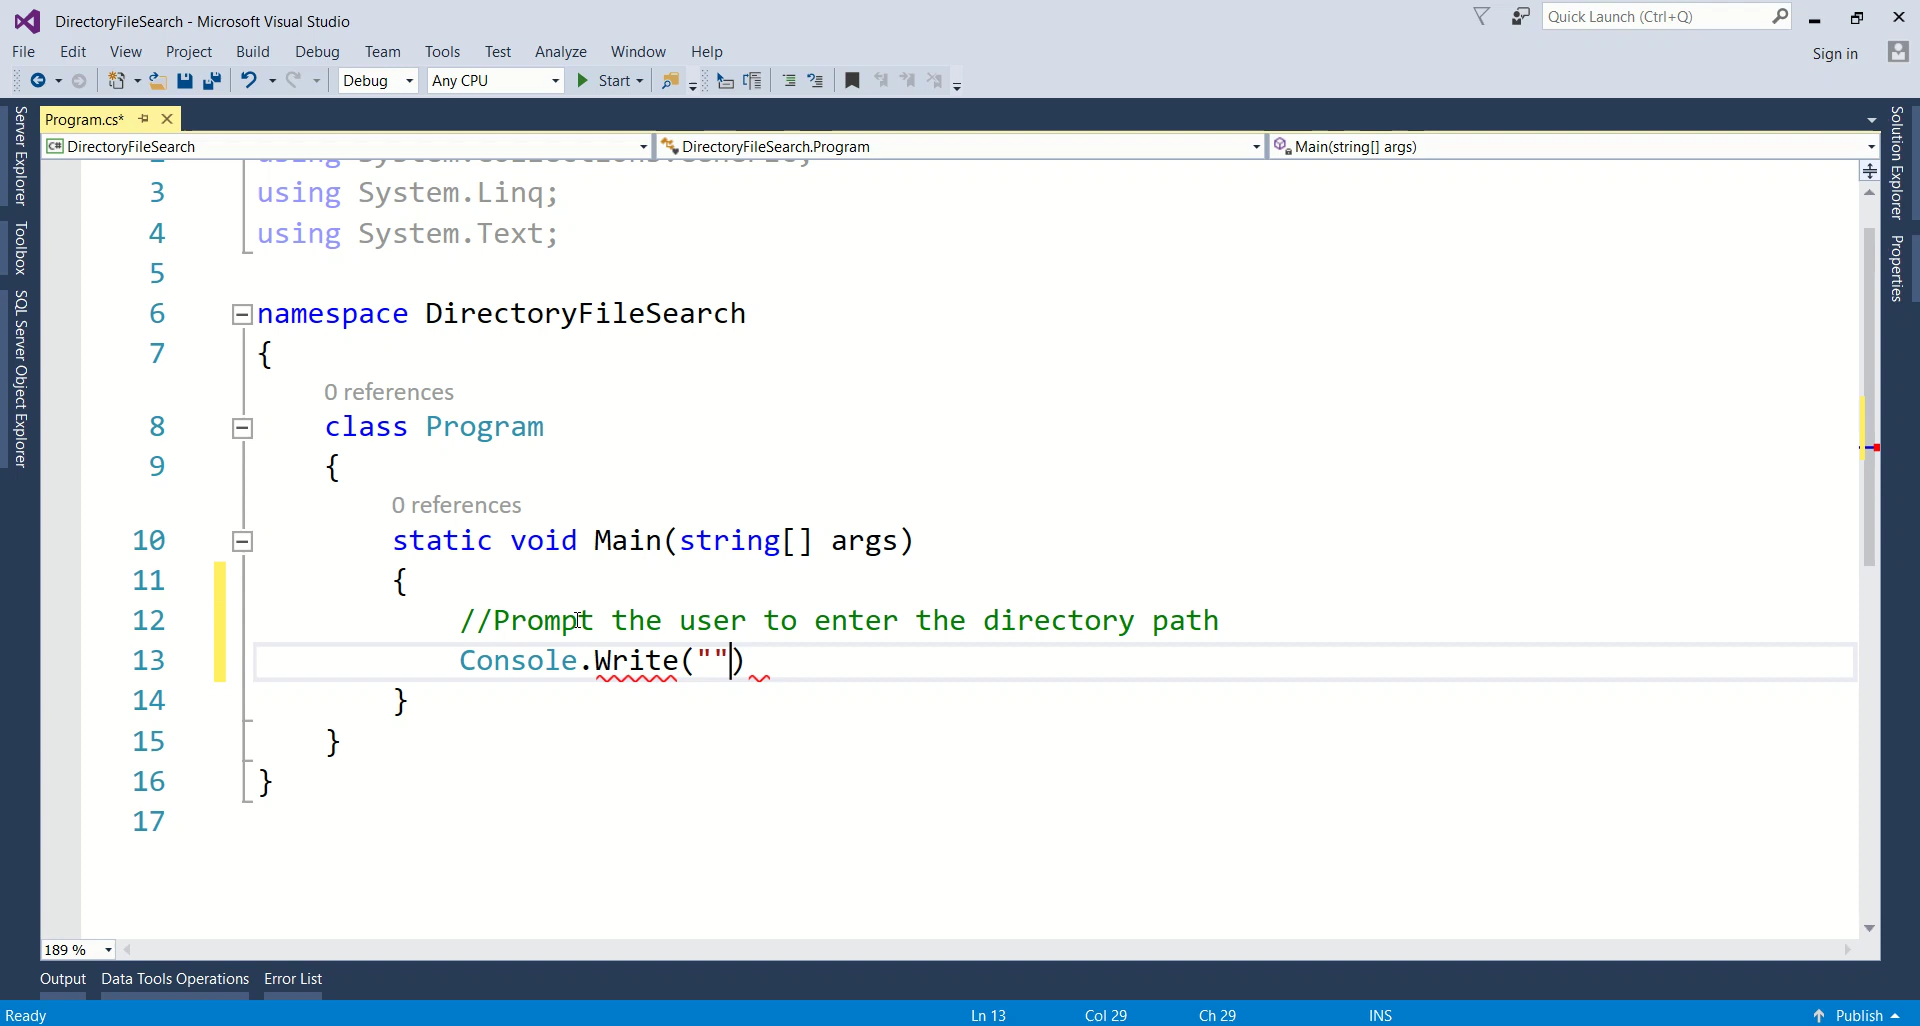 DirectoryFileSearch - Microsoft Visual Studio
Quick Launch (Ctrl+Q)
File Edit View Project Build Debug Team Tools Test Analyze Window Help
Sign in
Debug Any CPU Start
Program.cs*
DirectoryFileSearch DirectoryFileSearch.Program Main(string[] args)
Server Explorer
Toolbox
SQL Server Object Explorer
Solution Explorer
Properties
3 using System.Linq;
4 using System.Text;
5
6 namespace DirectoryFileSearch
7 {
0 references
8 class Program
9 {
0 references
10 static void Main(string[] args)
11 {
12 //Prompt the user to enter the directory path
13 Console.Write("")
14 }
15 }
16 }
17
189 %
Output Data Tools Operations Error List
Ready Ln 13 Col 29 Ch 29 INS Publish